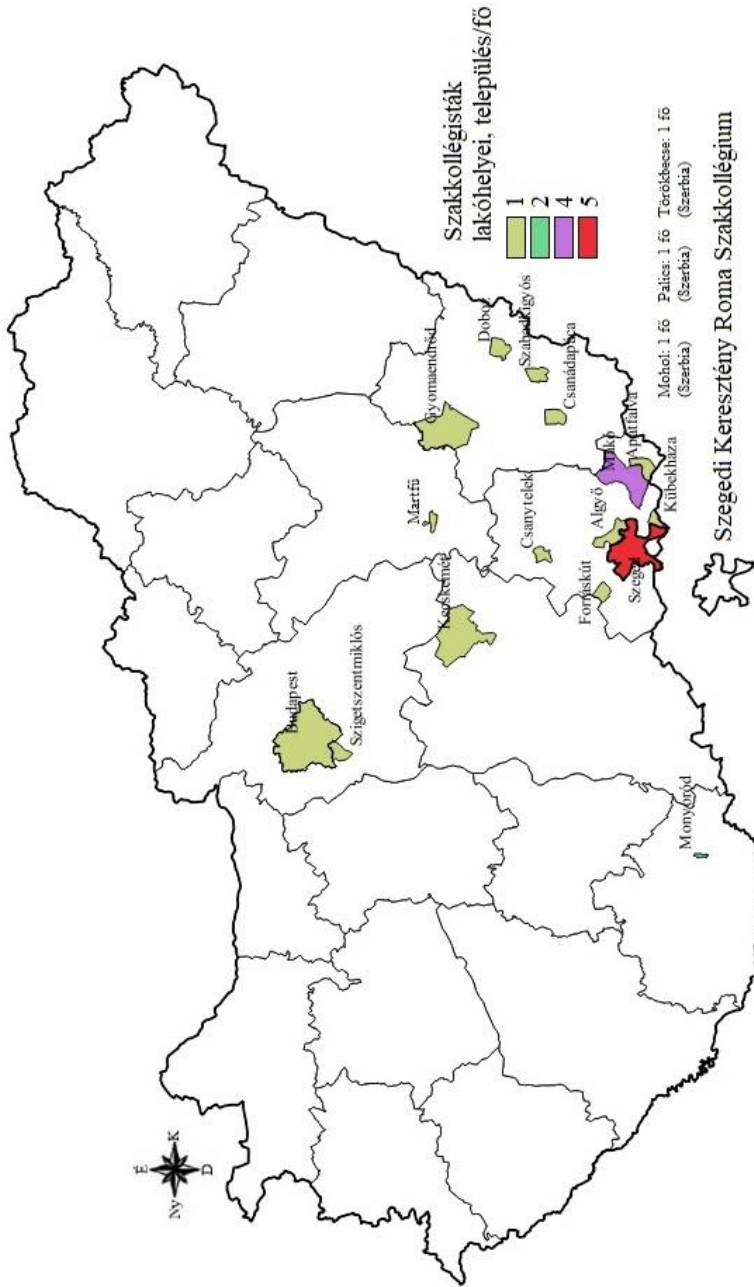 É
Ny
K
D
Budapest
Szigetszentmiklós
Kecskemét
Martfű
Gyomaendrőd
Doboz
Szabadkígyós
Csanádapáca
Csanytelek
Algyő
Makó
Apátfalva
Forráskút
Szeged
Kübekháza
Monyoród
Szakkollégisták
lakóhelyei, település/fő
1
2
4
5
Mohol: 1 fő
(Szerbia)
Palics: 1 fő
(Szerbia)
Törökbecse: 1 fő
(Szerbia)
Szegedi Keresztény Roma Szakkollégium